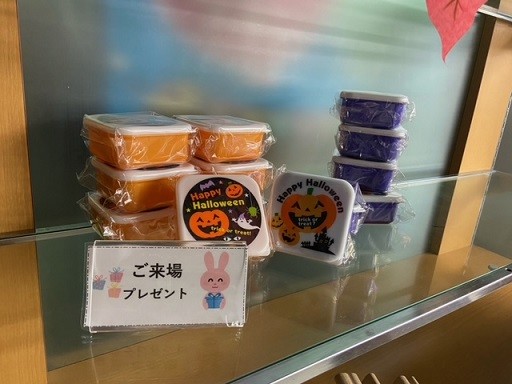 Happy
Halloween
trick or treat!
Happy Halloween
trick or
treat
ご来場
プレゼント